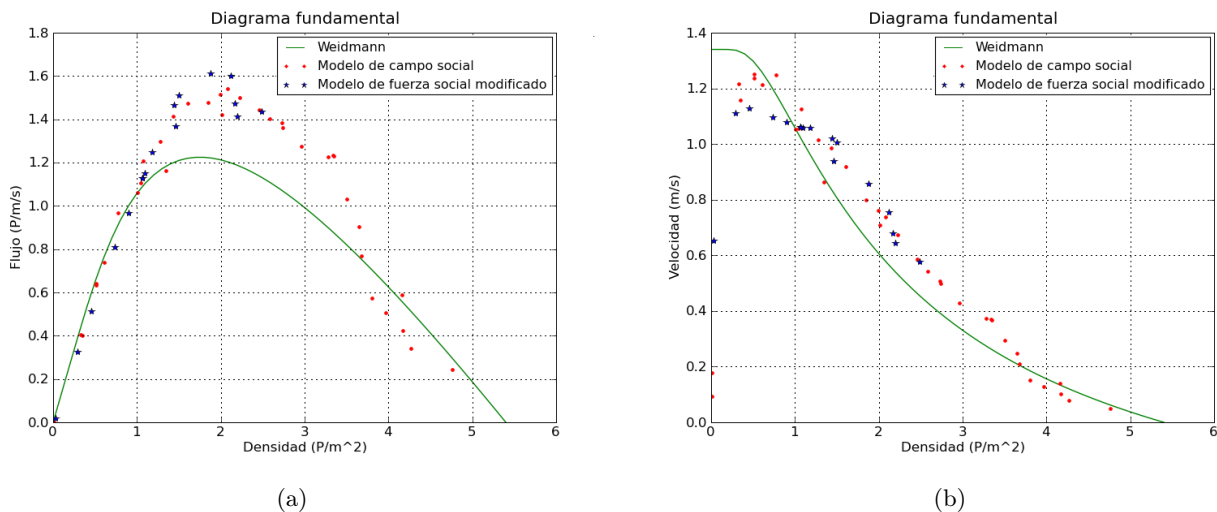 Diagrama fundamental
Weidmann
Modelo de campo social
Modelo de fuerza social modificado
Flujo (P/m/s)
1.8
1.6
1.4
1.2
1.0
0.8
0.6
0.4
0.2
0.0
0 1 2 3 4 5 6
Densidad (P/m^2)
(a)
Diagrama fundamental
Weidmann
Modelo de campo social
Modelo de fuerza social modificado
Velocidad (m/s)
1.4
1.2
1.0
0.8
0.6
0.4
0.2
0.0
0 1 2 3 4 5 6
Densidad (P/m^2)
(b)